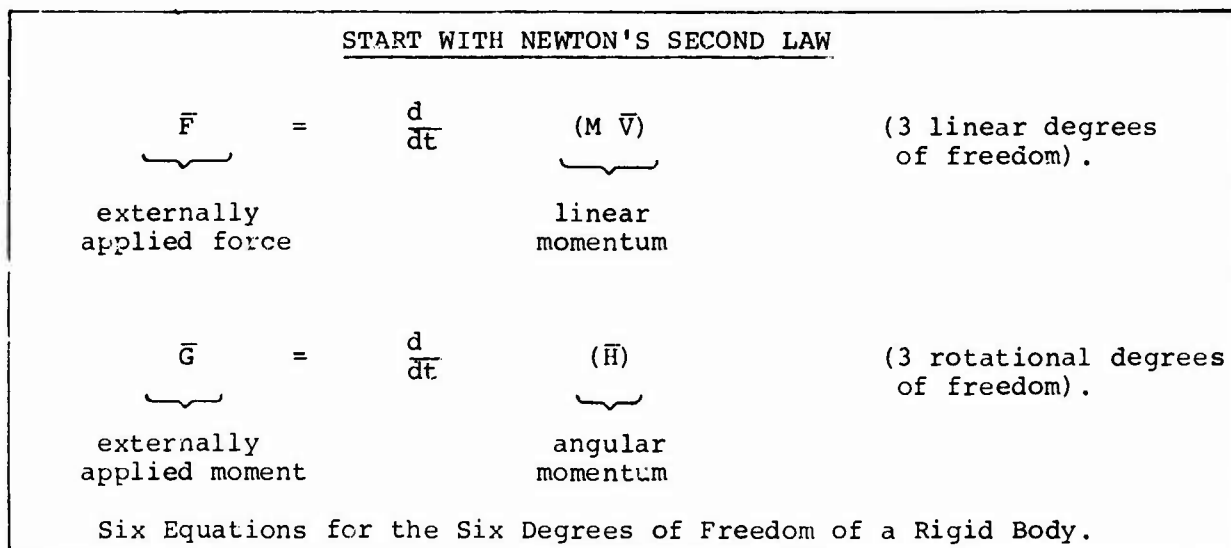 START WITH NEWTON'S SECOND LAW
F̅ = d/dt (M V̅) (3 linear degrees
of freedom).
externally linear
applied force momentum
G̅ = d/dt (H̅) (3 rotational degrees
of freedom).
externally angular
applied moment momentum
Six Equations for the Six Degrees of Freedom of a Rigid Body.